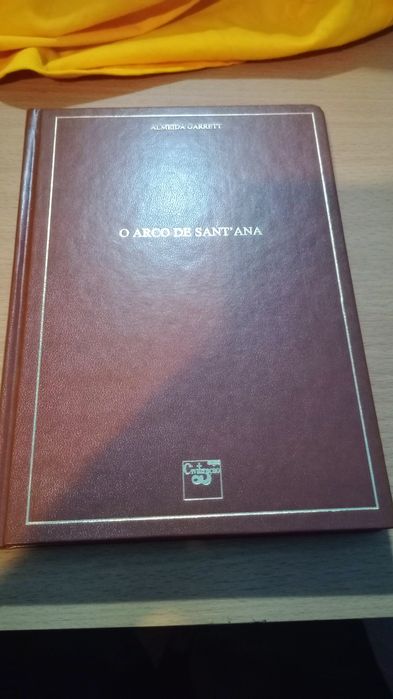 ALMEIDA GARRETT
O ARCO DE SANT'ANA
Civilização